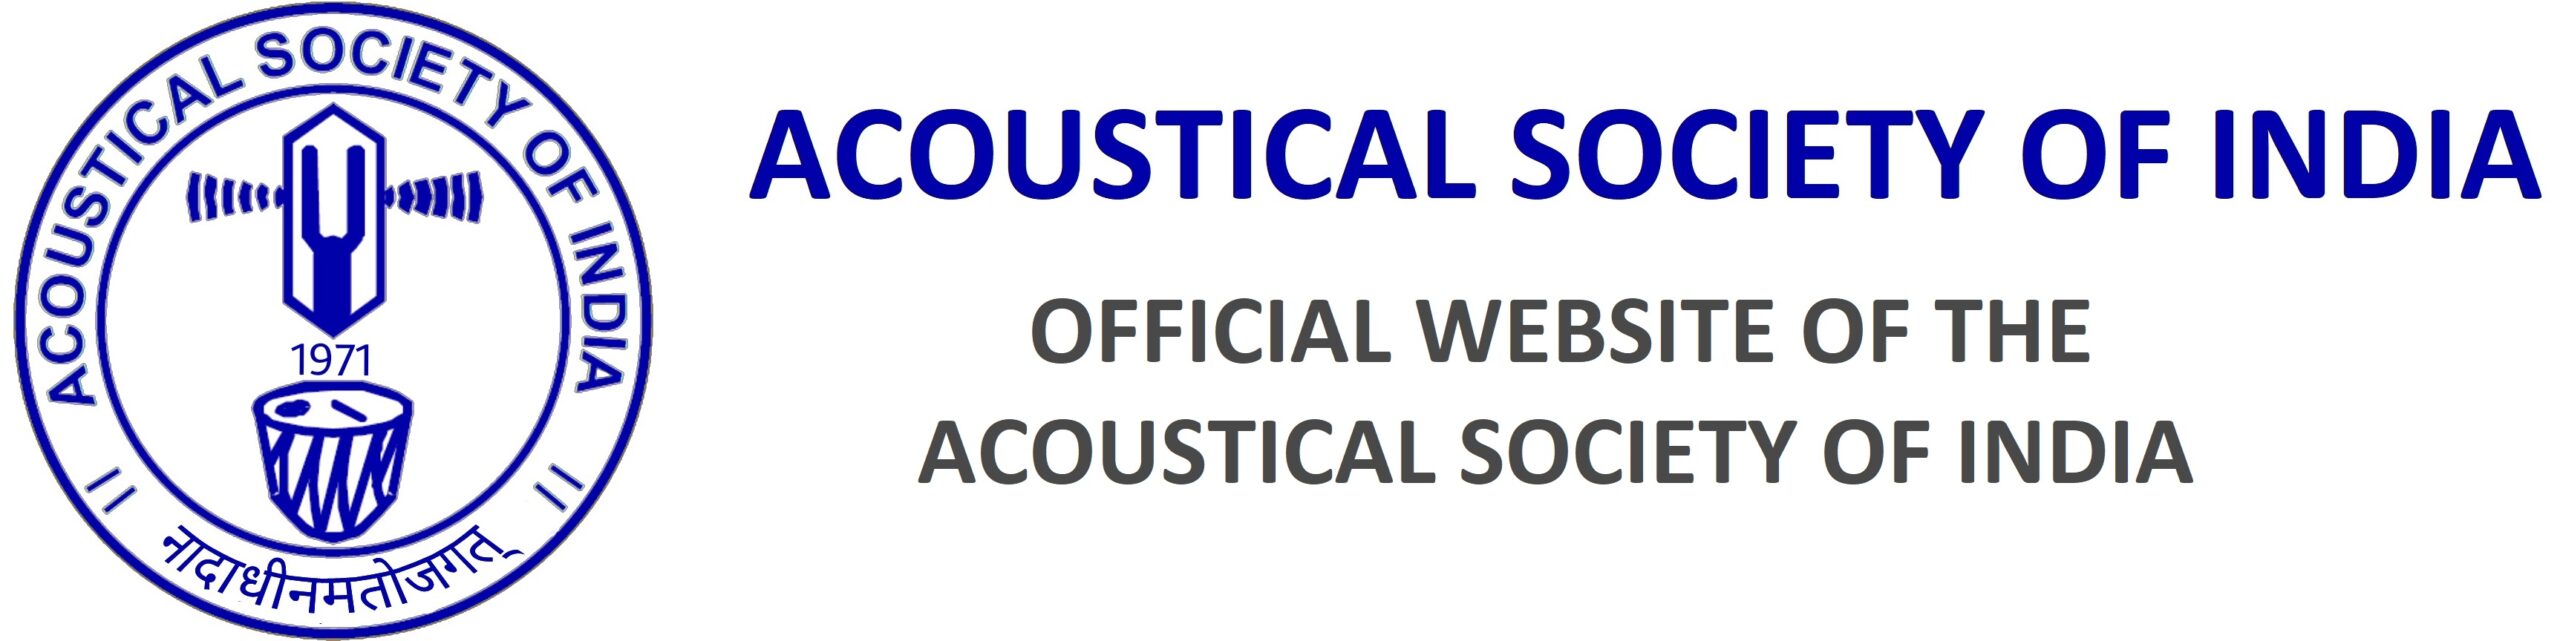 ACOUSTICAL SOCIETY OF INDIA
1971
॥ नादाधीनमतोजगत् ॥
ACOUSTICAL SOCIETY OF INDIA
OFFICIAL WEBSITE OF THE
ACOUSTICAL SOCIETY OF INDIA